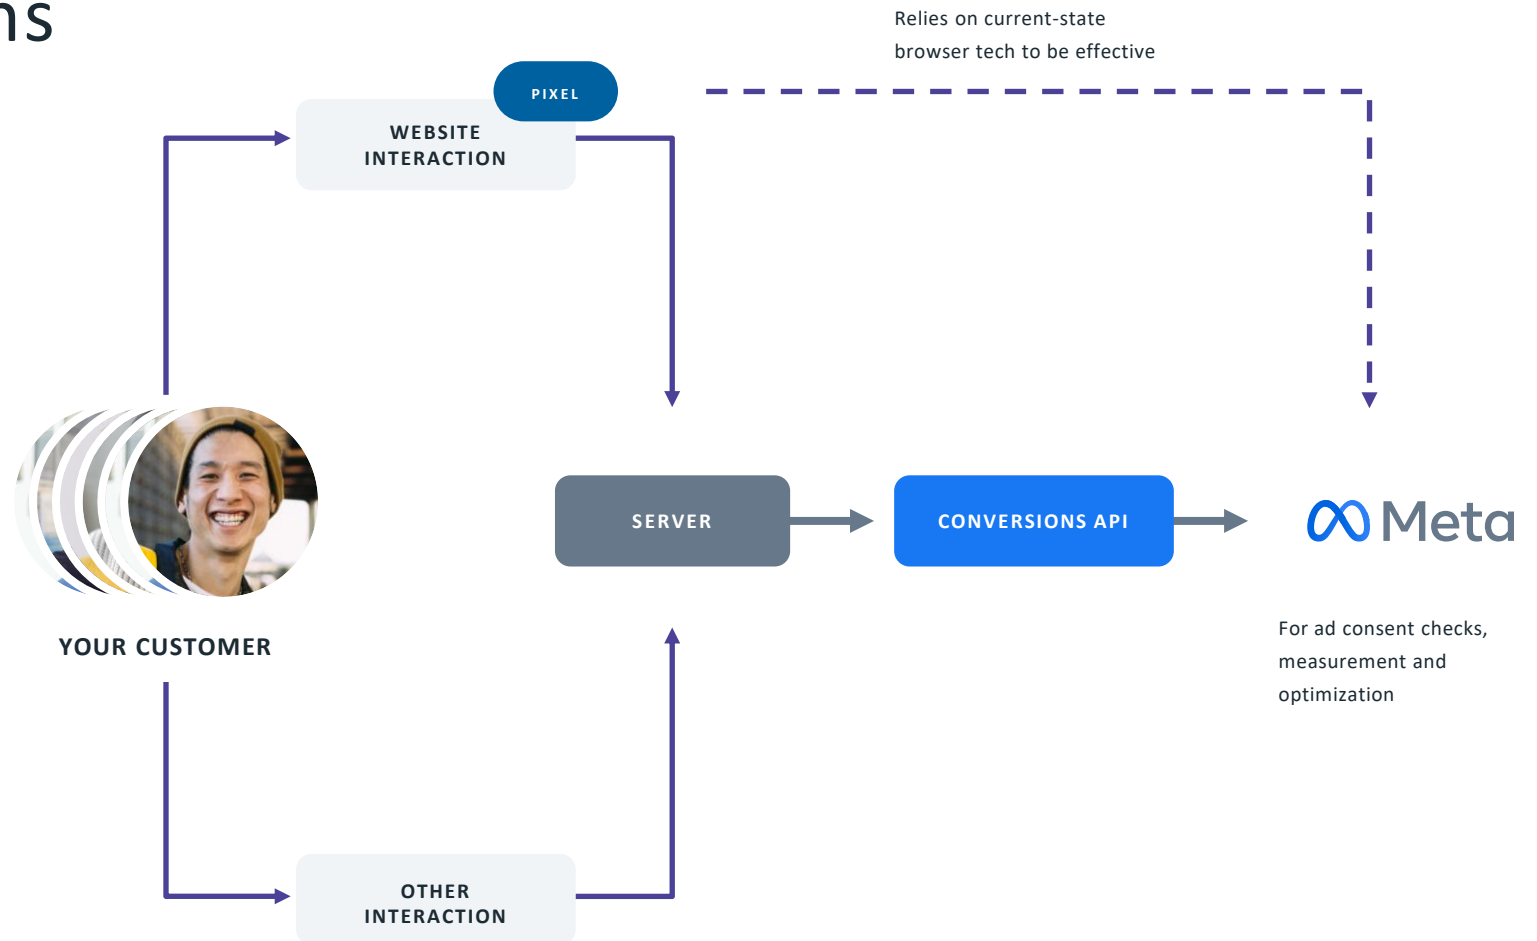 ns
Relies on current-state
browser tech to be effective
PIXEL
WEBSITE
INTERACTION
SERVER
CONVERSIONS API
Meta
YOUR CUSTOMER
For ad consent checks,
measurement and
optimization
OTHER
INTERACTION